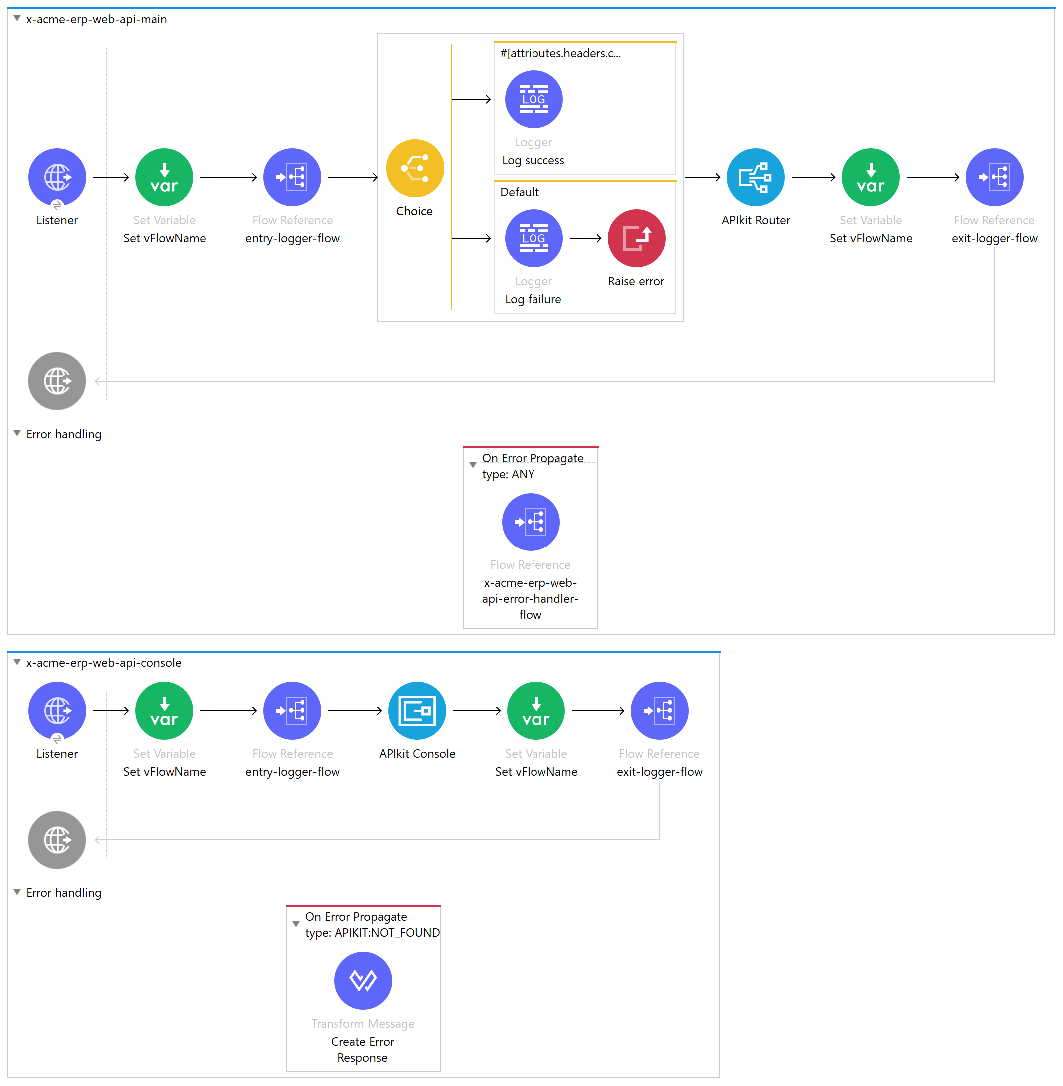 x-acme-erp-web-api-main
#[attributes.headers.c...
LOG
Logger
Log success
Default
var
Listener
Set Variable
Set vFlowName
Flow Reference
entry-logger-flow
Choice
LOG
Logger
Log failure
Raise error
APIkit Router
var
Set Variable
Set vFlowName
Flow Reference
exit-logger-flow
Error handling
On Error Propagate
type: ANY
Flow Reference
x-acme-erp-web-
api-error-handler-
flow
x-acme-erp-web-api-console
Listener
var
Set Variable
Set vFlowName
Flow Reference
entry-logger-flow
APIkit Console
var
Set Variable
Set vFlowName
Flow Reference
exit-logger-flow
Error handling
On Error Propagate
type: APIKIT:NOT_FOUND
Transform Message
Create Error
Response